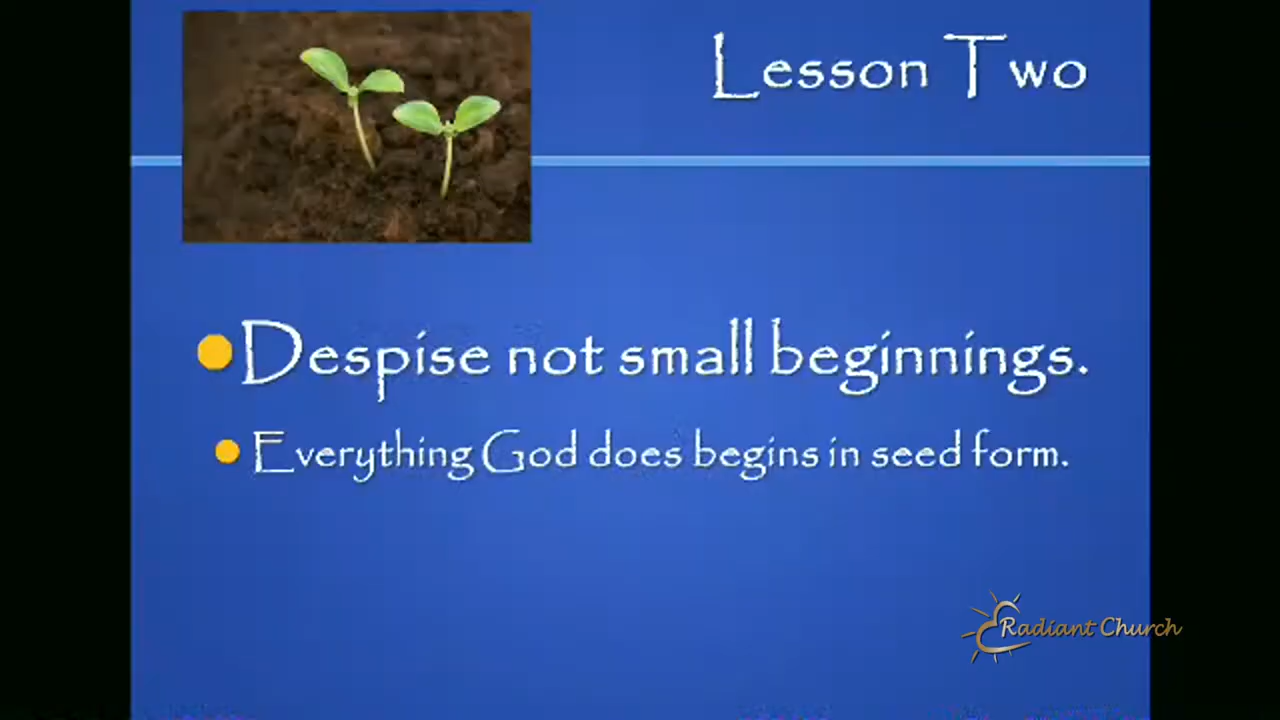 Lesson Two
Despise not small beginnings.
Everything God does begins in seed form.
Radiant Church